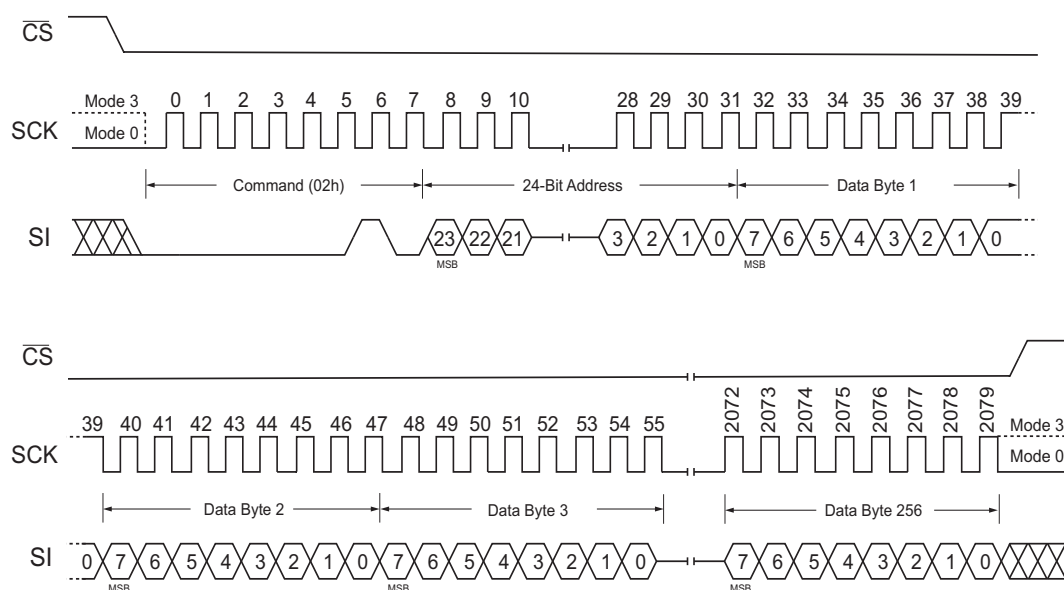 CS
Mode 3 0 1 2 3 4 5 6 7 8 9 10 28 29 30 31 32 33 34 35 36 37 38 39
SCK Mode 0
Command (02h) 24-Bit Address Data Byte 1
SI 23 22 21 3 2 1 0 7 6 5 4 3 2 1 0
MSB MSB
CS
39 40 41 42 43 44 45 46 47 48 49 50 51 52 53 54 55 2072 2073 2074 2075 2076 2077 2078 2079 Mode 3
SCK Mode 0
Data Byte 2 Data Byte 3 Data Byte 256
SI 0 7 6 5 4 3 2 1 0 7 6 5 4 3 2 1 0 7 6 5 4 3 2 1 0
MSB MSB MSB